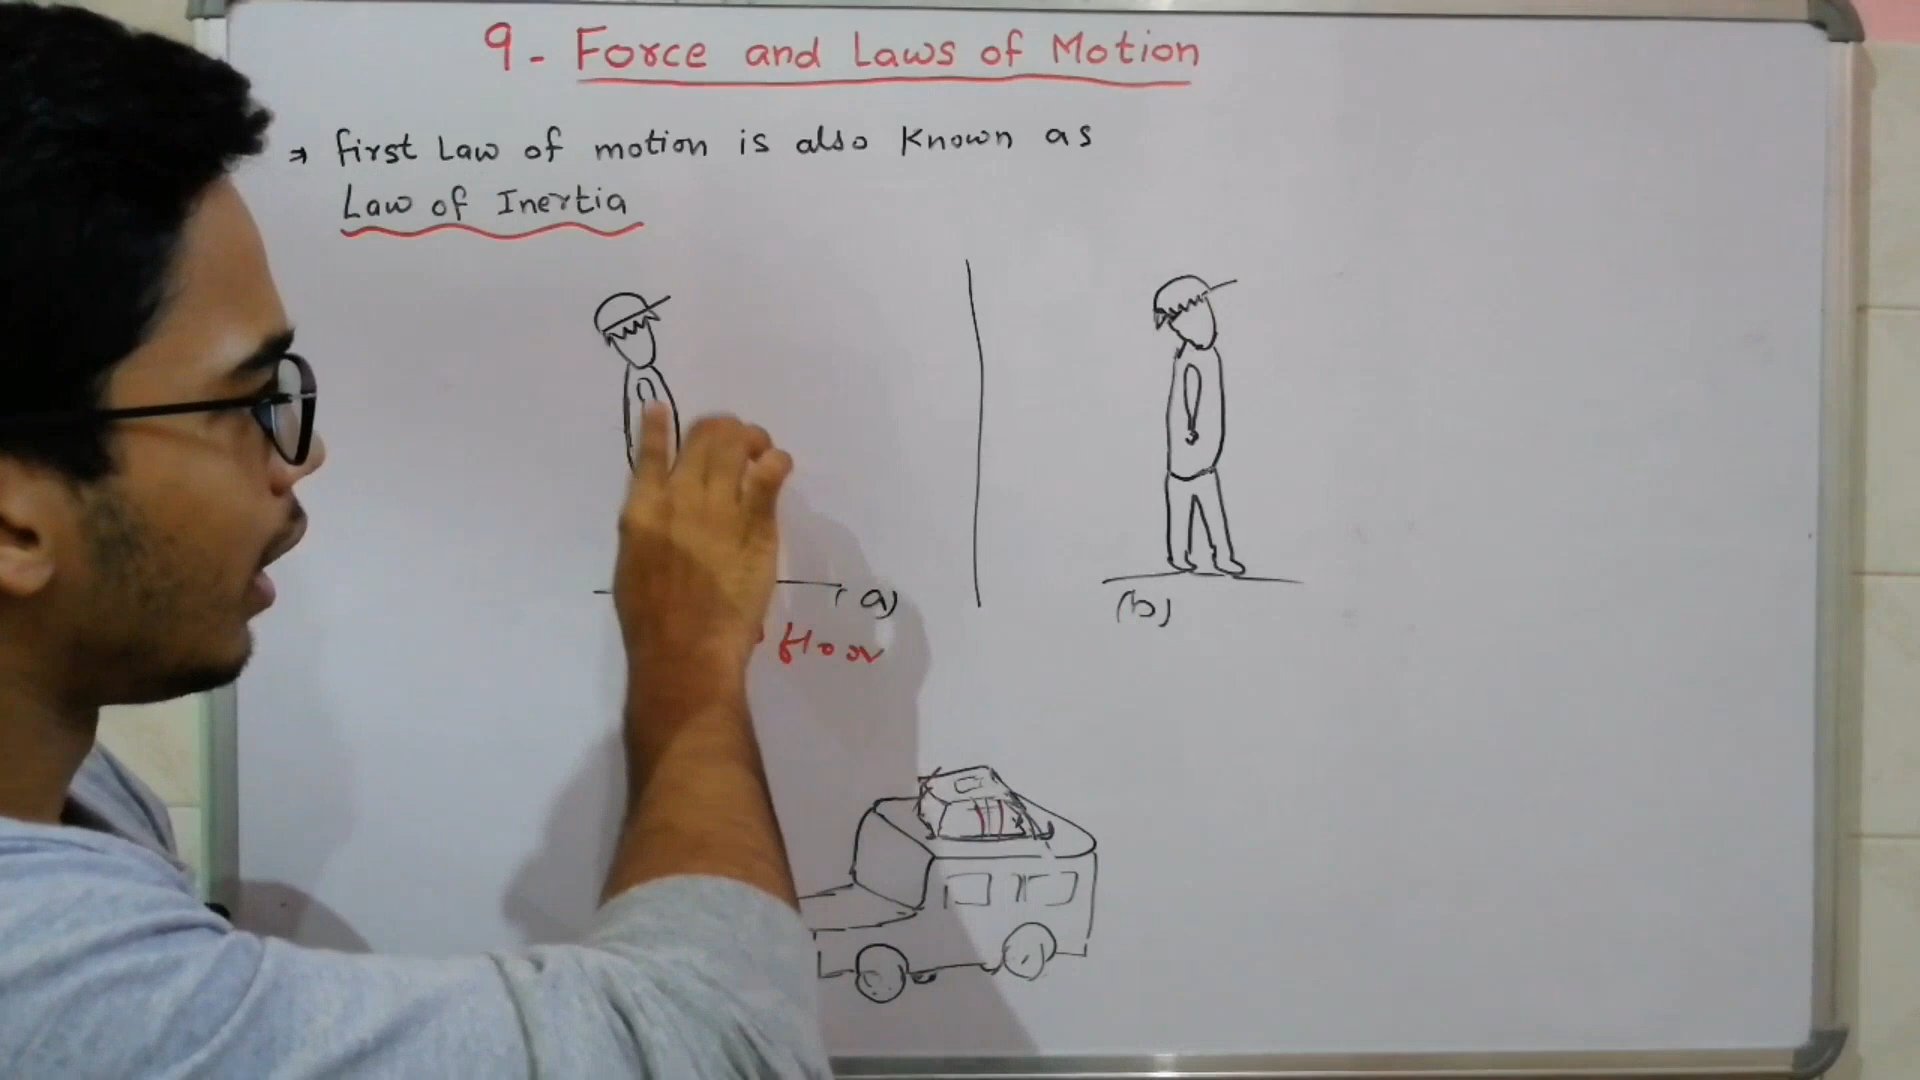 9 - Force and Laws of Motion
⇒ first Law of motion is also Known as
Law of Inertia
(a)
(b)
floor